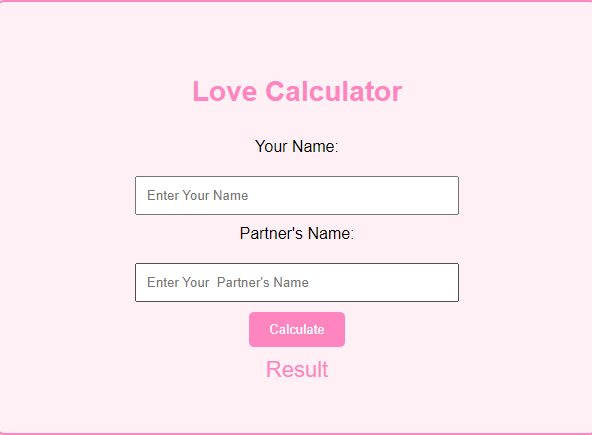 Love Calculator
Your Name:
Enter Your Name
Partner's Name:
Enter Your  Partner's Name
Calculate
Result